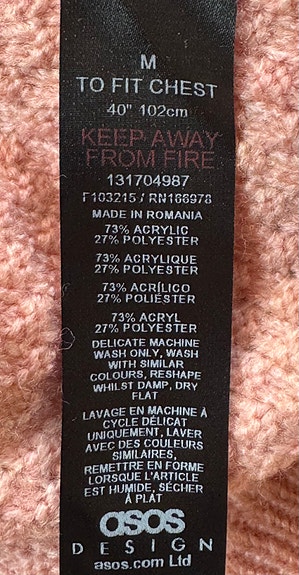 M
TO FIT CHEST
40" 102cm
KEEP AWAY
FROM FIRE
131704987
F103215 / RN166978
MADE IN ROMANIA
73% ACRYLIC
27% POLYESTER
73% ACRYLIQUE
27% POLYESTER
73% ACRÍLICO
27% POLIÉSTER
73% ACRYL
27% POLYESTER
DELICATE MACHINE
WASH ONLY, WASH
WITH SIMILAR
COLOURS, RESHAPE
WHILST DAMP, DRY
FLAT
LAVAGE EN MACHINE À
CYCLE DÉLICAT
UNIQUEMENT, LAVER
AVEC DES COULEURS
SIMILAIRES,
REMETTRE EN FORME
LORSQUE L'ARTICLE
EST HUMIDE, SÉCHER
À PLAT
asos
DESIGN
asos.com Ltd